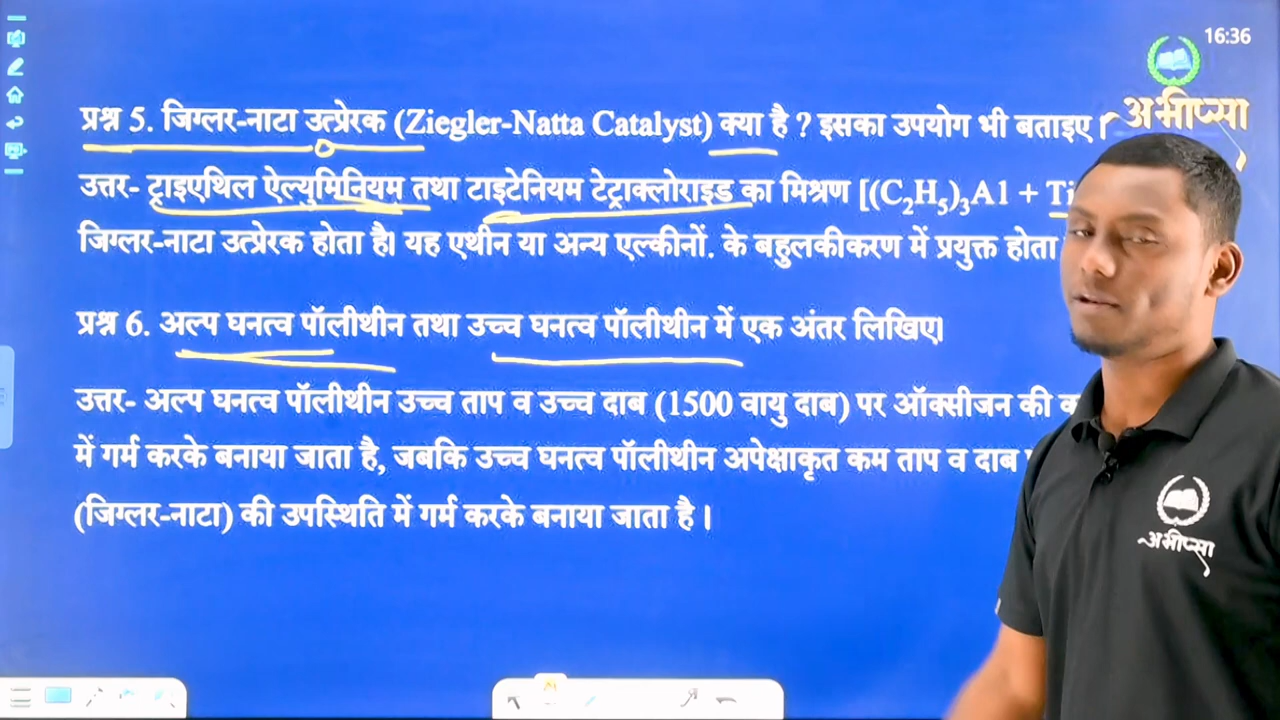 16:36
अभीप्सा
प्रश्न 5. जिग्लर-नाटा उत्प्रेरक (Ziegler-Natta Catalyst) क्या है ? इसका उपयोग भी बताइए
उत्तर- ट्राइएथिल ऐल्युमिनियम तथा टाइटेनियम टेट्राक्लोराइड का मिश्रण [(C₂H₅)₃A1 + Ti
जिग्लर-नाटा उत्प्रेरक होता है। यह एथीन या अन्य एल्कीनों. के बहुलकीकरण में प्रयुक्त होता
प्रश्न 6. अल्प घनत्व पॉलीथीन तथा उच्च घनत्व पॉलीथीन में एक अंतर लिखिए।
उत्तर- अल्प घनत्व पॉलीथीन उच्च ताप व उच्च दाब (1500 वायु दाब) पर ऑक्सीजन की
में गर्म करके बनाया जाता है, जबकि उच्च घनत्व पॉलीथीन अपेक्षाकृत कम ताप व दाब
(जिग्लर-नाटा) की उपस्थिति में गर्म करके बनाया जाता है ।
अभीप्सा